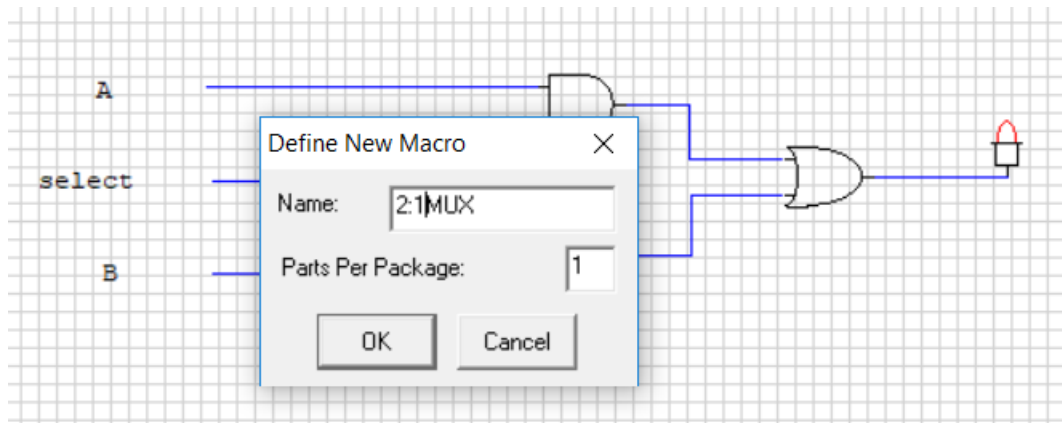 A
Define New Macro
select
Name: 2:1MUX
B
Parts Per Package: 1
OK Cancel